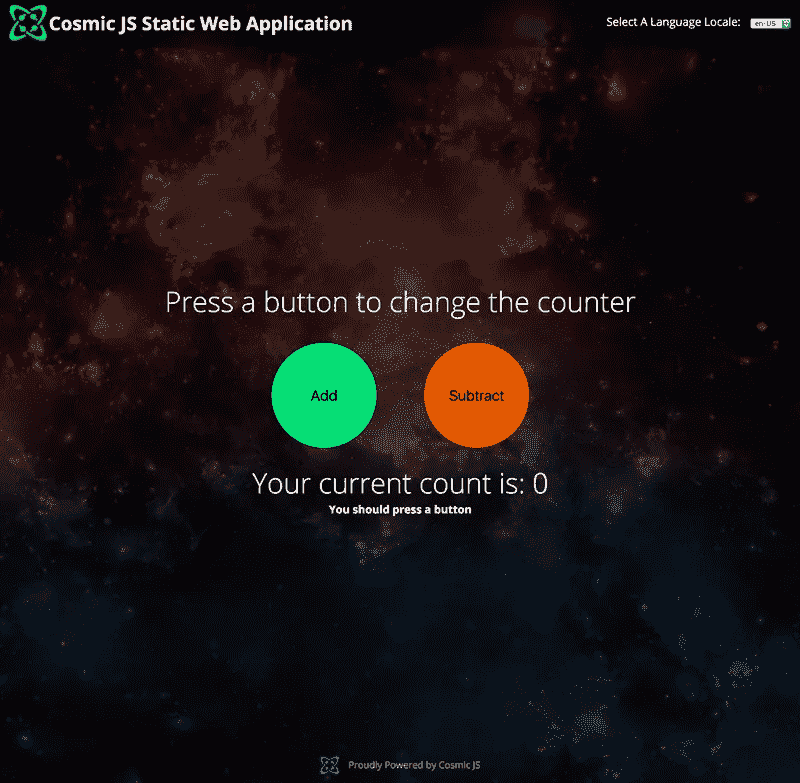 Cosmic JS Static Web Application
Select A Language Locale: en-US
Press a button to change the counter
Add
Subtract
Your current count is: 0
You should press a button
Proudly Powered by Cosmic JS